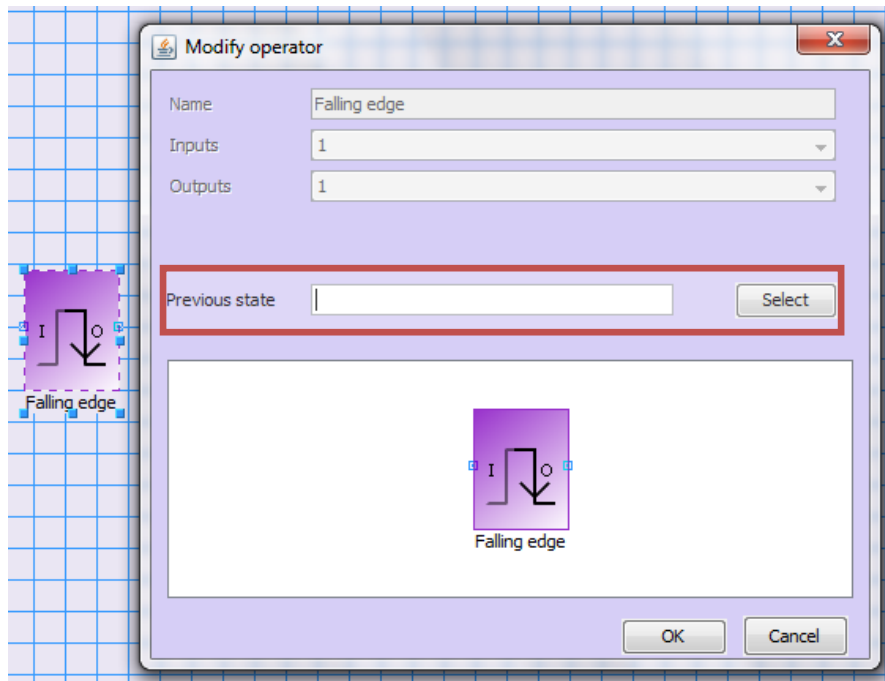 Modify operator
Name Falling edge
Inputs 1
Outputs 1
Previous state Select
I O
Falling edge
I O
Falling edge
OK Cancel